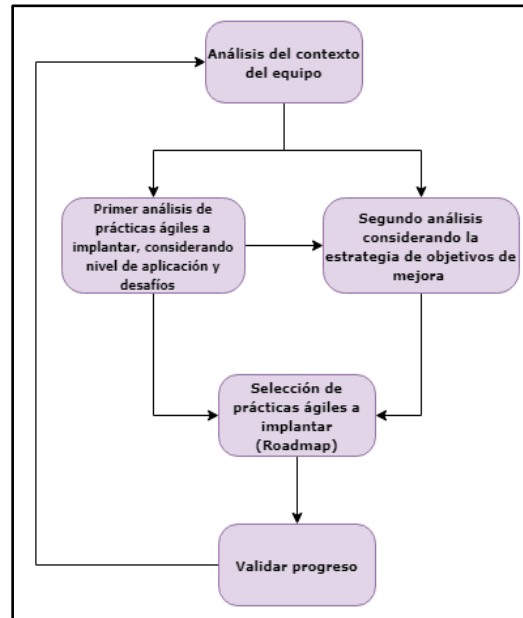 Análisis del contexto
del equipo
Primer análisis de
prácticas ágiles a
implantar, considerando
nivel de aplicación y
desafíos
Segundo análisis
considerando la
estrategia de objetivos de
mejora
Selección de
prácticas ágiles a
implantar
(Roadmap)
Validar progreso